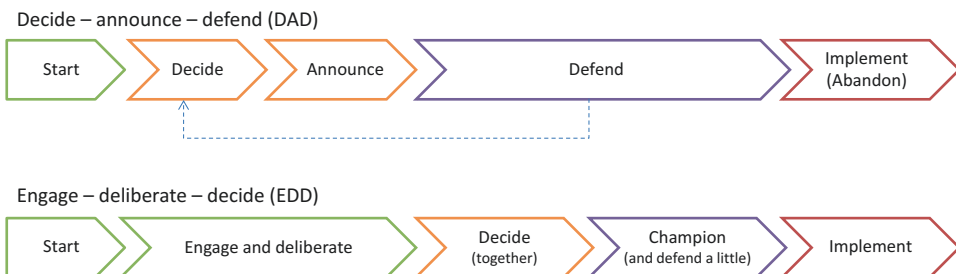 Decide – announce – defend (DAD)
Start
Decide
Announce
Defend
Implement
(Abandon)
Engage – deliberate – decide (EDD)
Start
Engage and deliberate
Decide
(together)
Champion
(and defend a little)
Implement